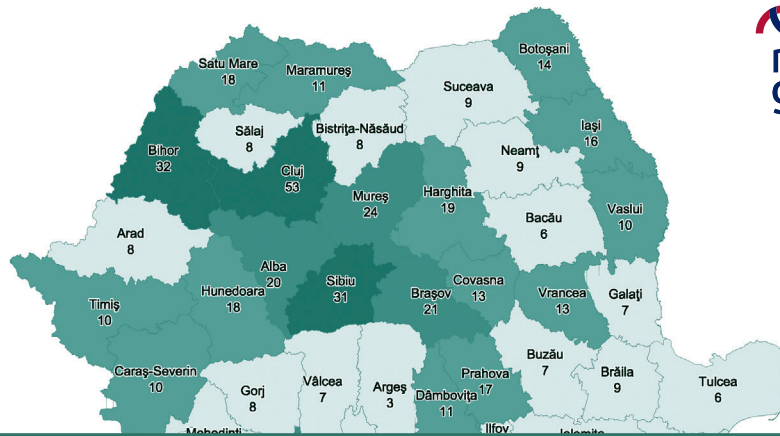 Botoşani
14
Satu Mare
18
Maramureş
11
Suceava
9
Iaşi
16
Sălaj
8
Bistriţa-Năsăud
8
Bihor
32
Cluj
53
Neamţ
9
Mureş
24
Harghita
19
Vaslui
10
Bacău
6
Arad
8
Alba
20
Sibiu
31
Braşov
21
Covasna
13
Hunedoara
18
Vrancea
13
Galaţi
7
Timiş
10
Caraş-Severin
10
Gorj
8
Vâlcea
7
Argeş
3
Dâmboviţa
11
Prahova
17
Buzău
7
Brăila
9
Tulcea
6
Mehedinţi
Ilfov
Ialomiţa